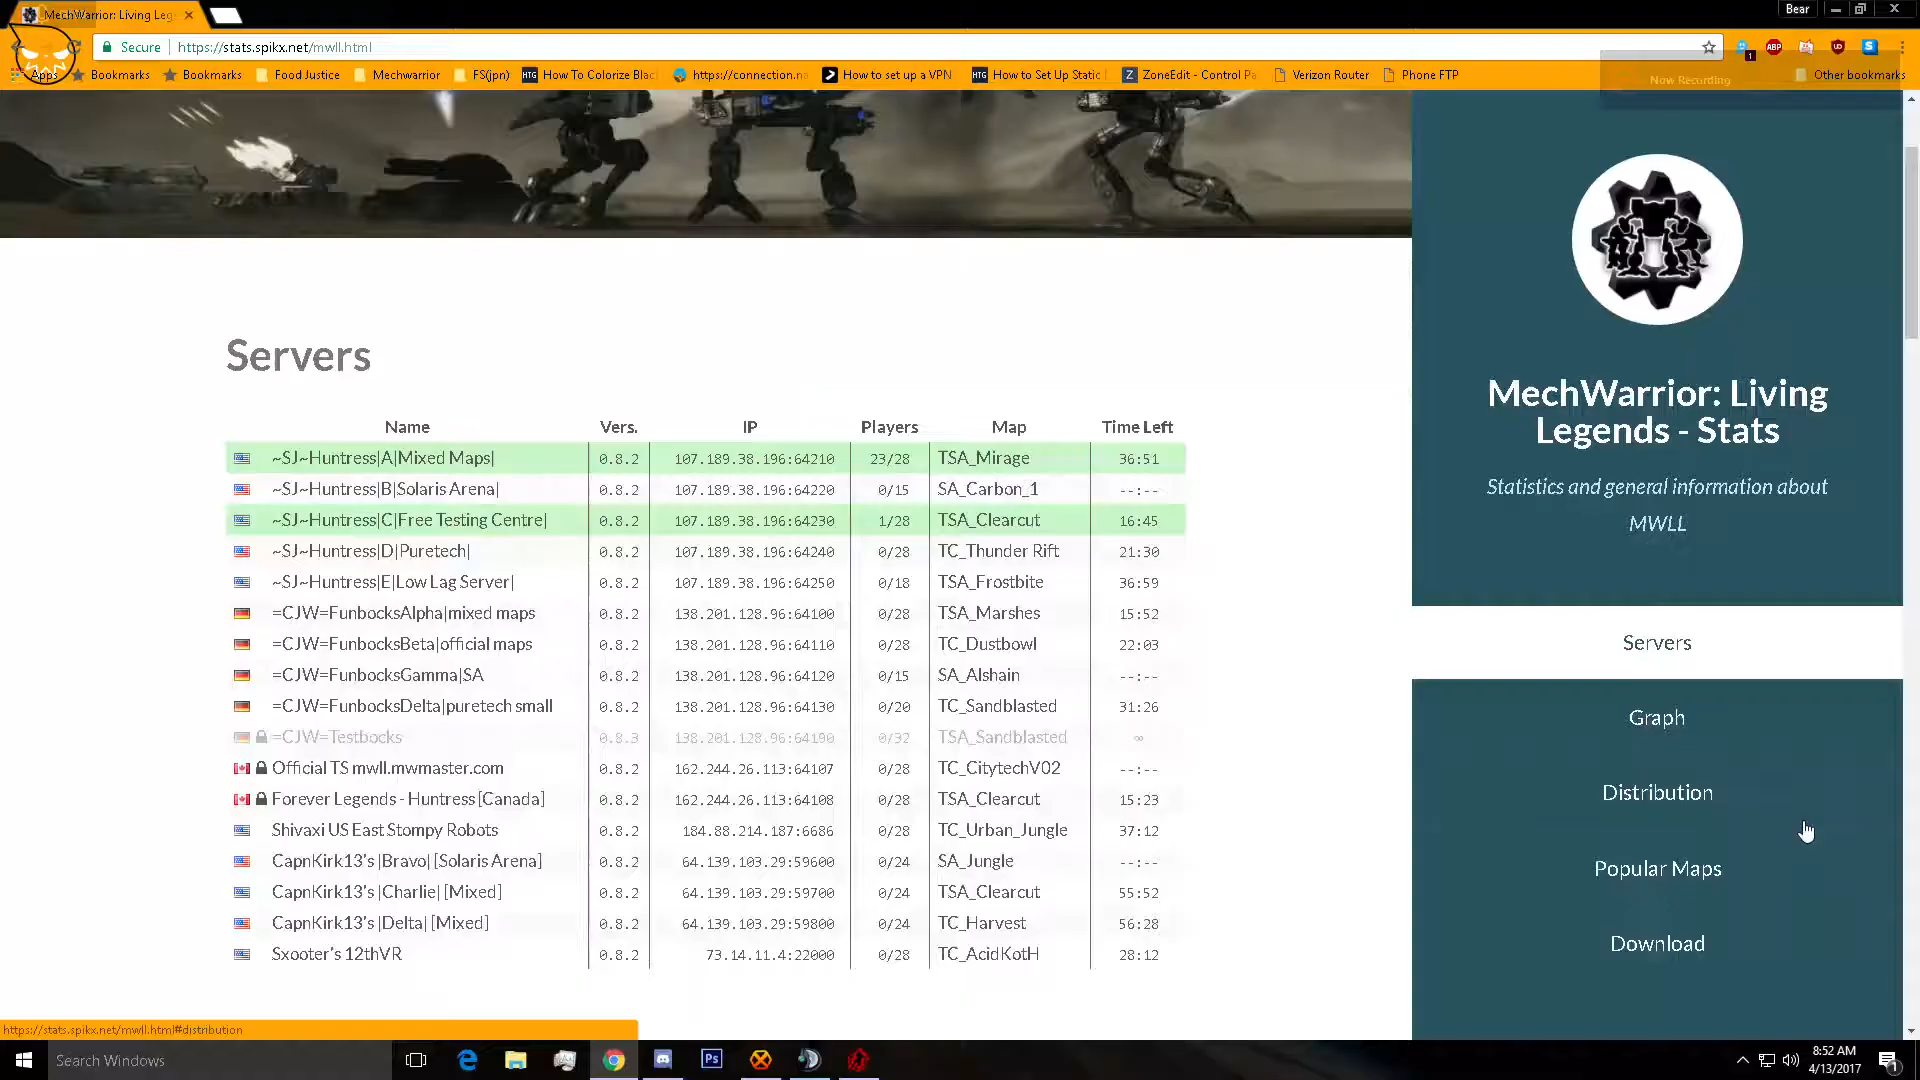 MechWarrior: Living Leg
Bear
Secure
https://stats.spikx.net/mwll.html
ABP
1
Apps
Bookmarks
Bookmarks
Food Justice
Mechwarrior
FS(jpn)
HTG How To Colorize Blac
https://connection.na
How to set up a VPN
HTG How to Set Up Static
Z ZoneEdit - Control Pa
Verizon Router
Phone FTP
Now Recording
Other bookmarks
Servers
Name Vers. IP Players Map Time Left
~SJ~Huntress|A|Mixed Maps| 0.8.2 107.189.38.196:64210 23/28 TSA_Mirage 36:51
~SJ~Huntress|B|Solaris Arena| 0.8.2 107.189.38.196:64220 0/15 SA_Carbon_1 --:--
~SJ~Huntress|C|Free Testing Centre| 0.8.2 107.189.38.196:64230 1/28 TSA_Clearcut 16:45
~SJ~Huntress|D|Puretech| 0.8.2 107.189.38.196:64240 0/28 TC_Thunder Rift 21:30
~SJ~Huntress|E|Low Lag Server| 0.8.2 107.189.38.196:64250 0/18 TSA_Frostbite 36:59
=CJW=FunbocksAlpha|mixed maps 0.8.2 138.201.128.96:64100 0/28 TSA_Marshes 15:52
=CJW=FunbocksBeta|official maps 0.8.2 138.201.128.96:64110 0/28 TC_Dustbowl 22:03
=CJW=FunbocksGamma|SA 0.8.2 138.201.128.96:64120 0/15 SA_Alshain --:--
=CJW=FunbocksDelta|puretech small 0.8.2 138.201.128.96:64130 0/20 TC_Sandblasted 31:26
=CJW=Testbocks 0.8.3 138.201.128.96:64190 0/32 TSA_Sandblasted ∞
Official TS mwll.mwmaster.com 0.8.2 162.244.26.113:64107 0/28 TC_CitytechV02 --:--
Forever Legends - Huntress [Canada] 0.8.2 162.244.26.113:64108 0/28 TSA_Clearcut 15:23
Shivaxi US East Stompy Robots 0.8.2 184.88.214.187:6686 0/28 TC_Urban_Jungle 37:12
CapnKirk13's |Bravo| [Solaris Arena] 0.8.2 64.139.103.29:59600 0/24 SA_Jungle --:--
CapnKirk13's |Charlie| [Mixed] 0.8.2 64.139.103.29:59700 0/24 TSA_Clearcut 55:52
CapnKirk13's |Delta| [Mixed] 0.8.2 64.139.103.29:59800 0/24 TC_Harvest 56:28
Sxooter's 12thVR 0.8.2 73.14.11.4:22000 0/28 TC_AcidKotH 28:12
MechWarrior: Living
Legends - Stats
Statistics and general information about
MWLL
Servers
Graph
Distribution
Popular Maps
Download
https://stats.spikx.net/mwll.html#distribution
Search Windows
Ps
8:52 AM
4/13/2017
1